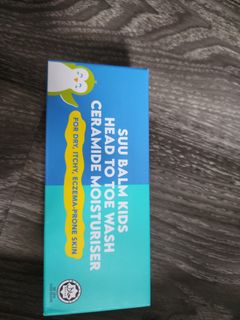 SUU BALM KIDS
HEAD TO TOE WASH
CERAMIDE MOISTURISER
FOR DRY, ITCHY, ECZEMA-PRONE SKIN